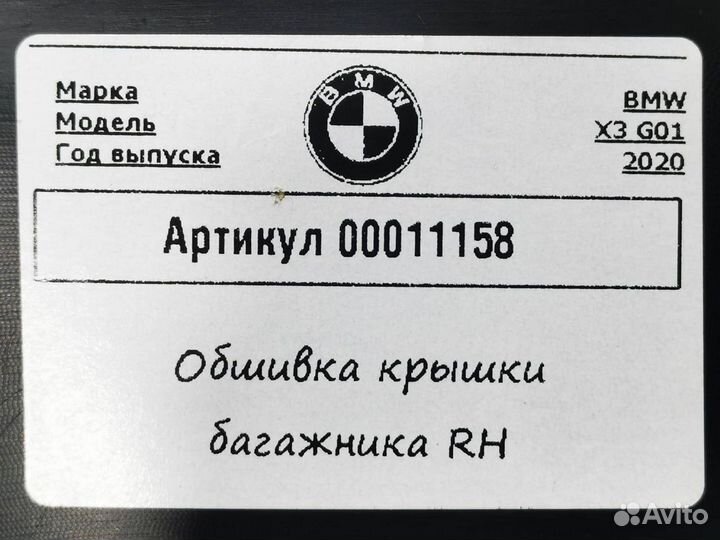 BMW
Марка BMW
Модель X3 G01
Год выпуска 2020
Артикул 00011158
Обшивка крышки
багажника RH
Avito